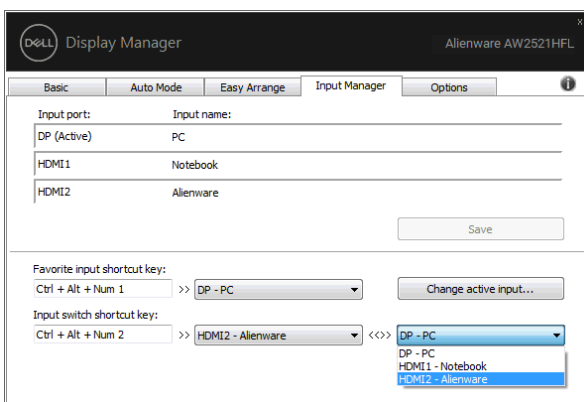 x
DELL Display Manager Alienware AW2521HFL
Basic Auto Mode Easy Arrange Input Manager Options i
Input port: Input name:
DP (Active) PC
HDMI1 Notebook
HDMI2 Alienware
Save
Favorite input shortcut key:
Ctrl + Alt + Num 1 >> DP - PC Change active input...
Input switch shortcut key:
Ctrl + Alt + Num 2 >> HDMI2 - Alienware <<>> DP - PC
DP - PC
HDMI1 - Notebook
HDMI2 - Alienware